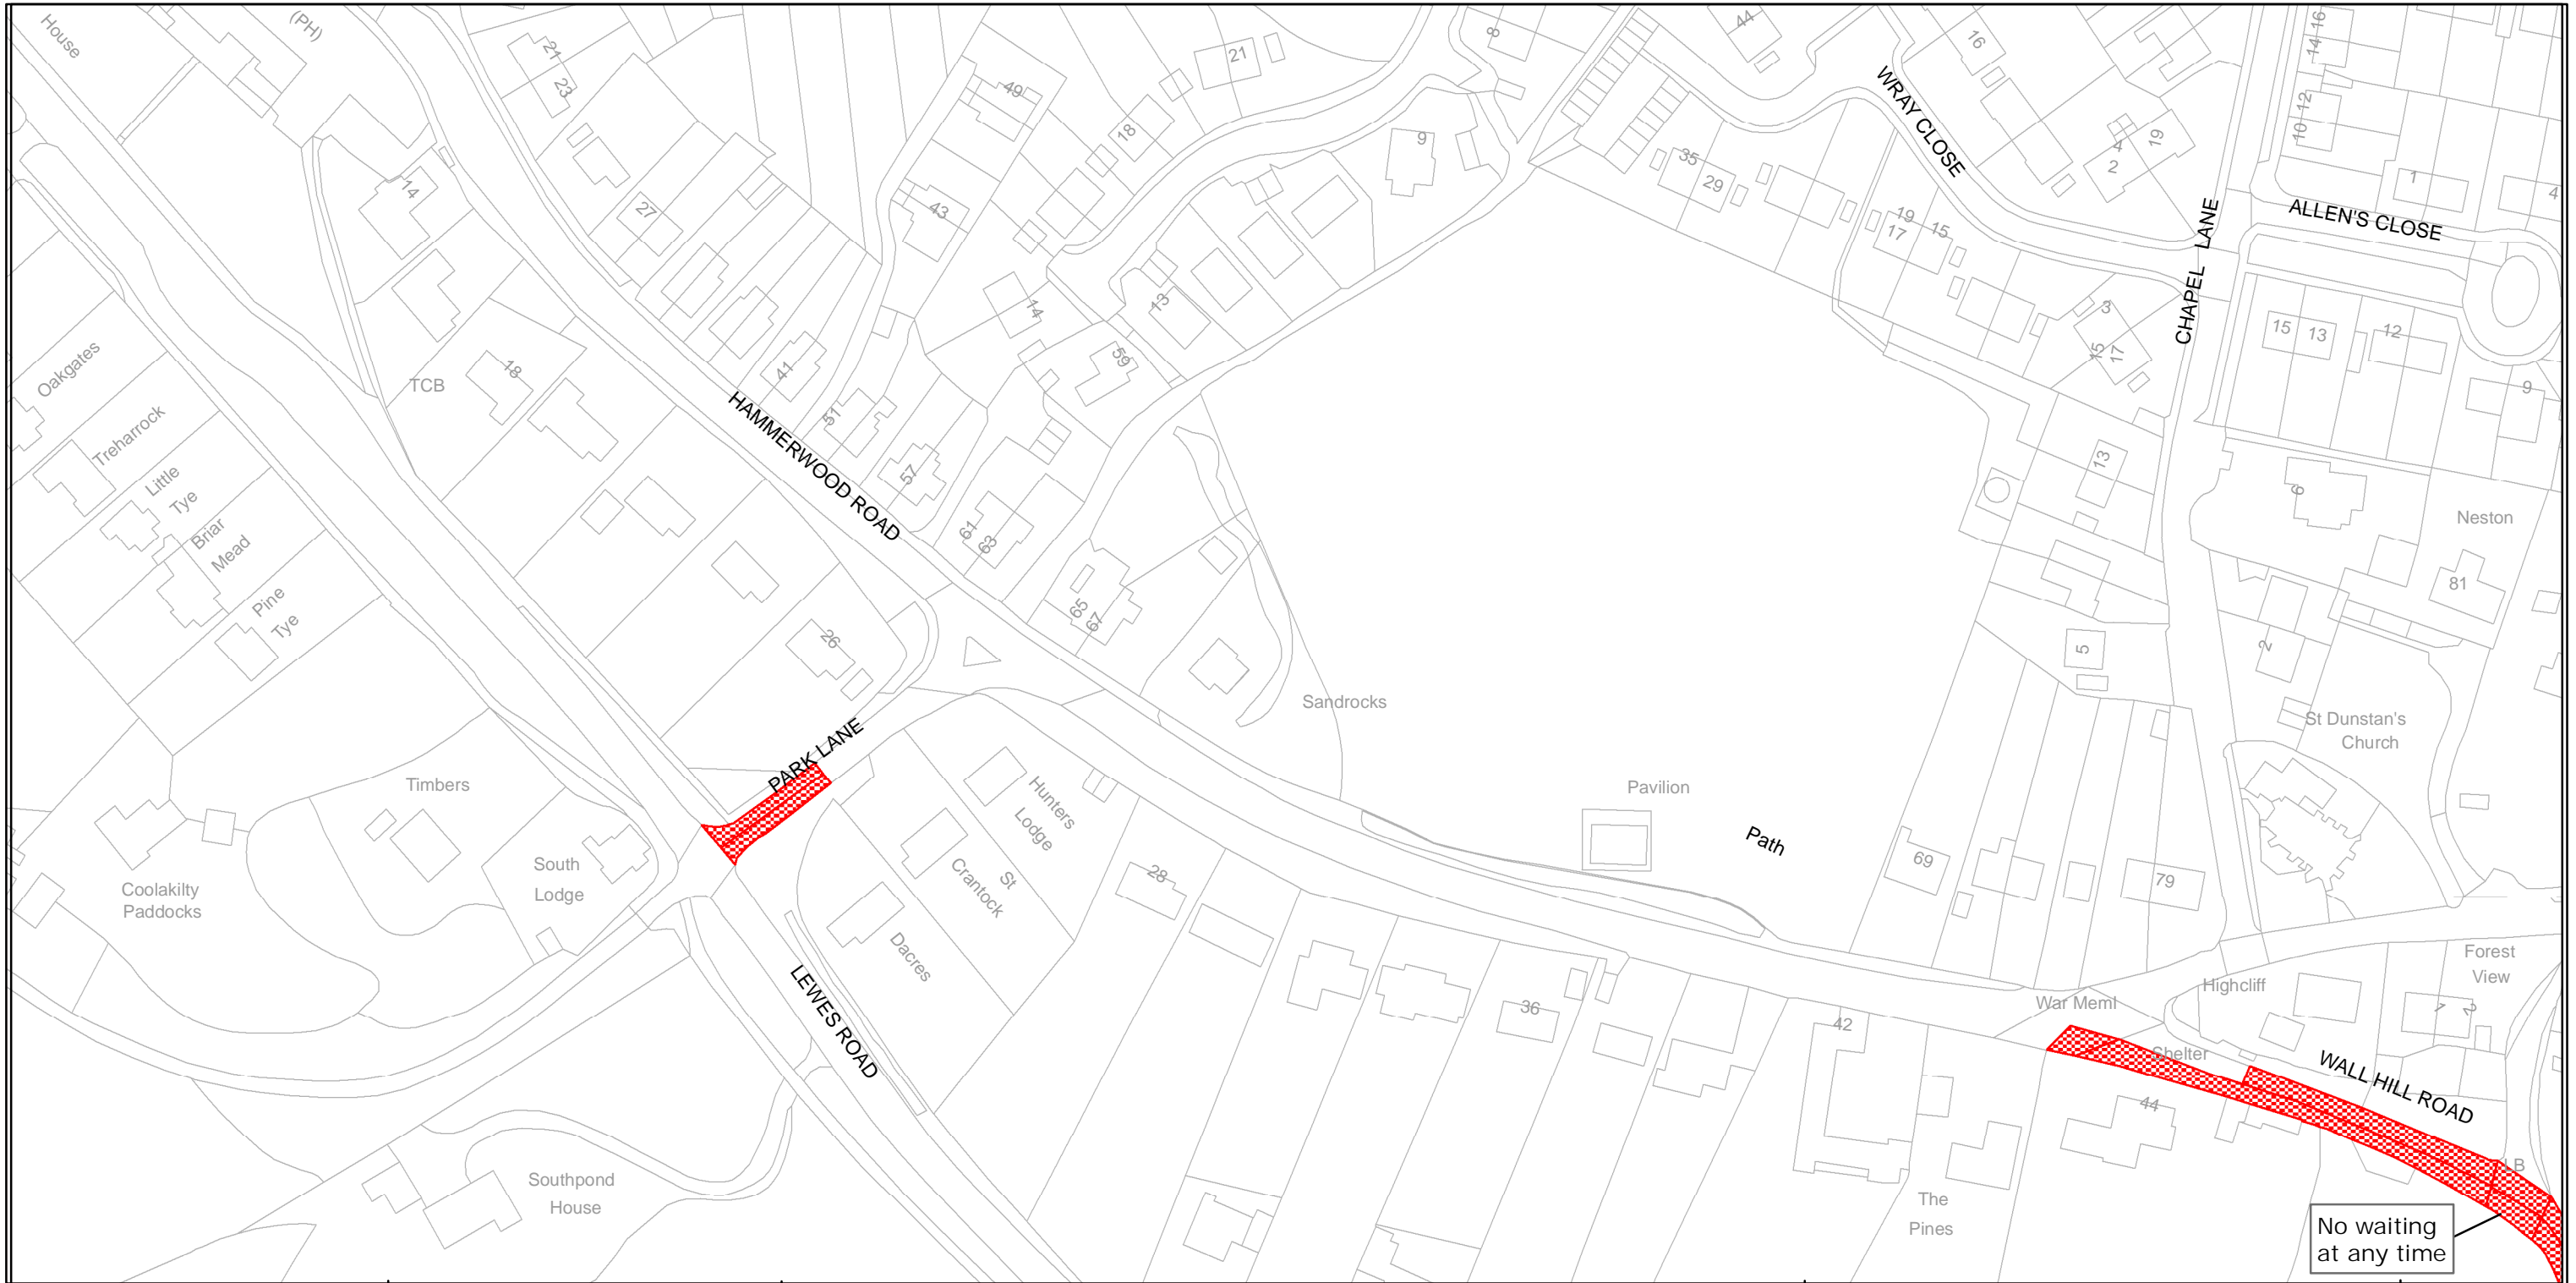 House
(PH)
21
23
49
21
18
8
44
16
16
14
12
10
WRAY CLOSE
9
35
29
4
2
19
1
4
14
27
43
19
17
15
CHAPEL LANE
ALLEN'S CLOSE
14
13
3
15
17
15
13
12
9
Oakgates
TCB
18
41
59
HAMMERWOOD ROAD
51
57
Treharrock
Little
Tye
Briar
Mead
Pine
Tye
61
63
65
67
13
6
Neston
81
5
2
26
Sandrocks
St Dunstan's
Church
PARK LANE
Timbers
Hunters
Lodge
Pavilion
Path
South
Lodge
St
Crantock
28
69
79
Coolakilty
Paddocks
Dacres
LEWES ROAD
36
42
War Meml
Highcliff
Forest
View
1
2
Shelter
WALL HILL ROAD
44
LB
Southpond
House
The
Pines
No waiting
at any time